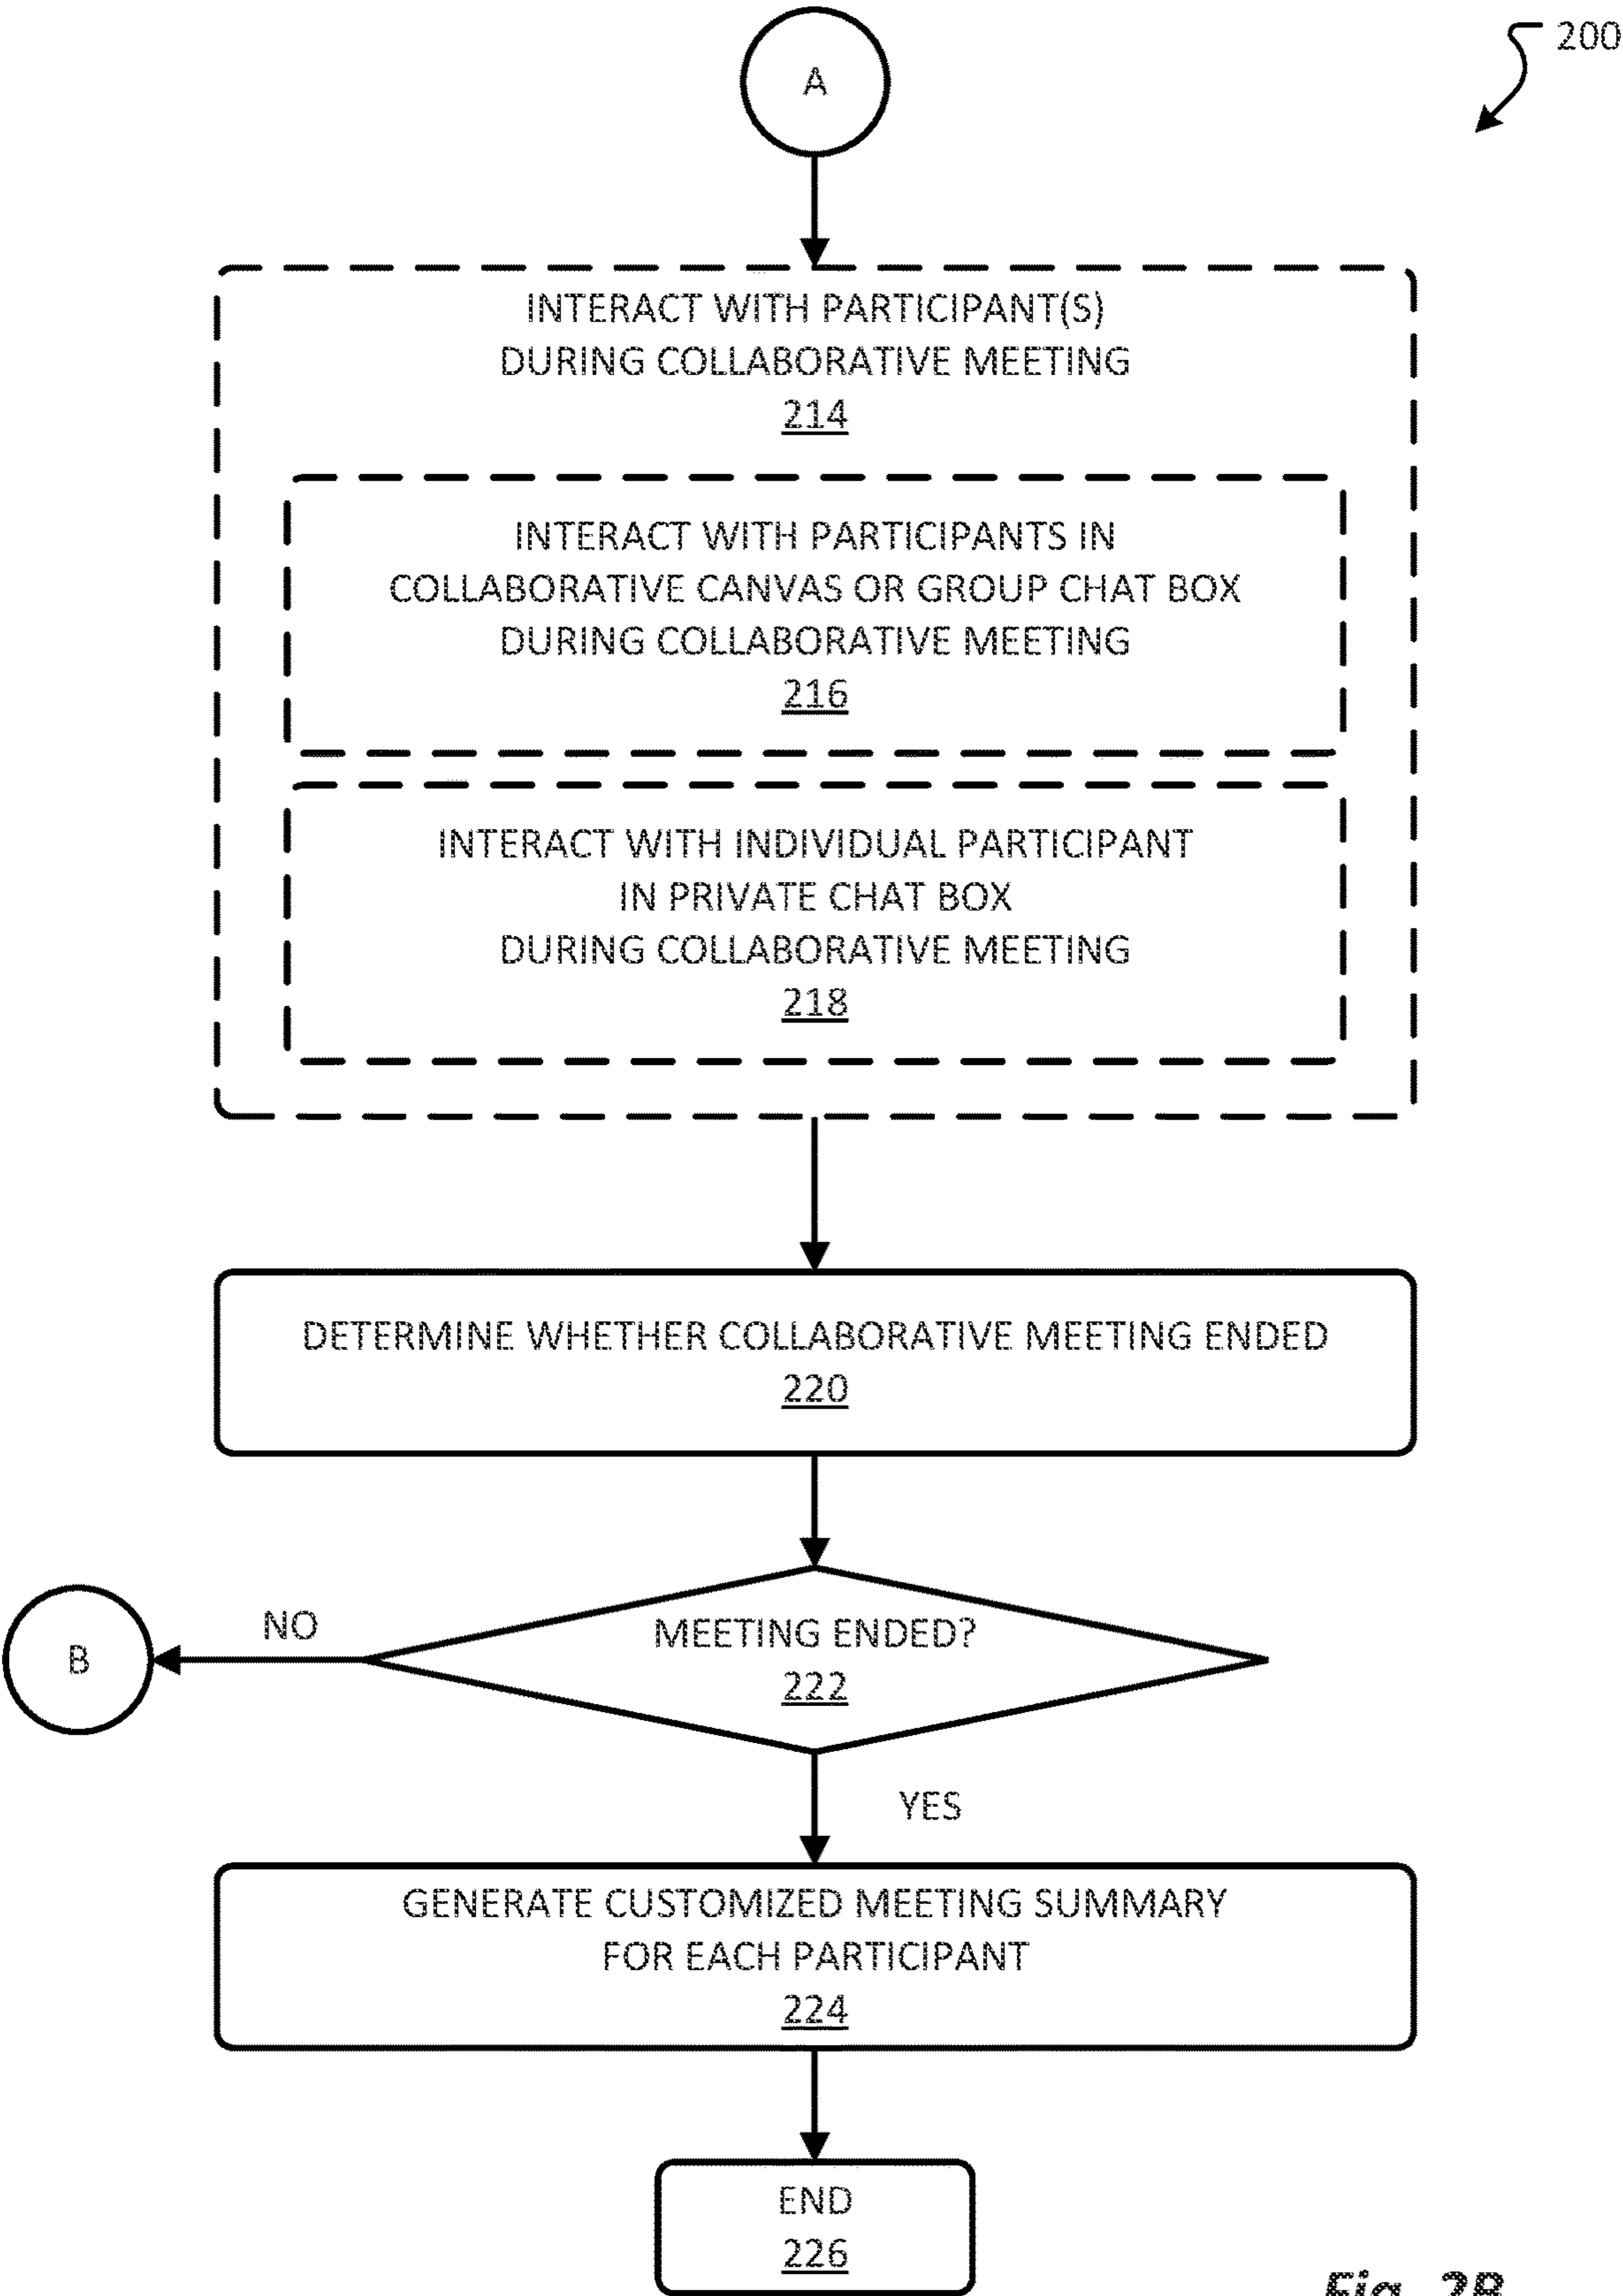 A
200
INTERACT WITH PARTICIPANT(S)
DURING COLLABORATIVE MEETING
214
INTERACT WITH PARTICIPANTS IN
COLLABORATIVE CANVAS OR GROUP CHAT BOX
DURING COLLABORATIVE MEETING
216
INTERACT WITH INDIVIDUAL PARTICIPANT
IN PRIVATE CHAT BOX
DURING COLLABORATIVE MEETING
218
DETERMINE WHETHER COLLABORATIVE MEETING ENDED
220
NO
B
MEETING ENDED?
222
YES
GENERATE CUSTOMIZED MEETING SUMMARY
FOR EACH PARTICIPANT
224
END
226
Fig. 2B